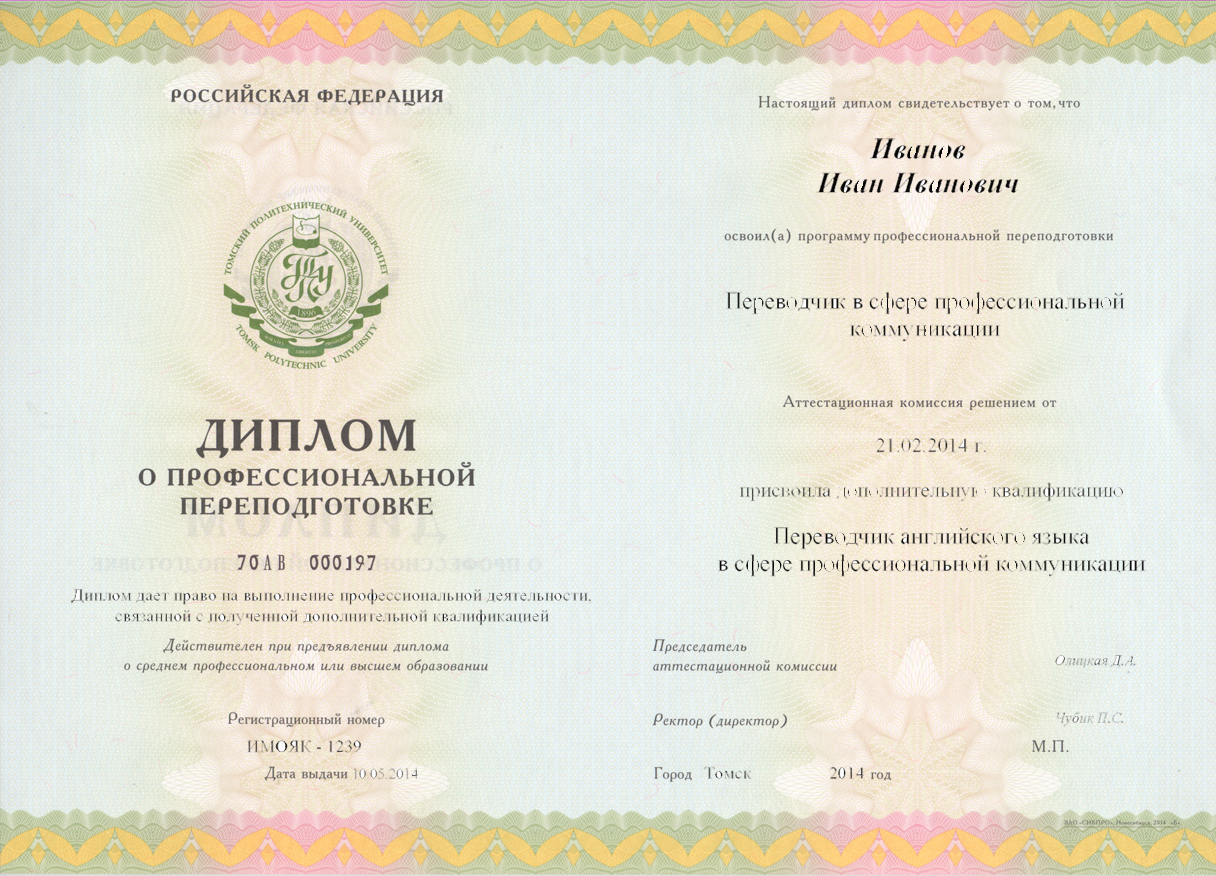 РОССИЙСКАЯ ФЕДЕРАЦИЯ
ТОМСКИЙ ПОЛИТЕХНИЧЕСКИЙ УНИВЕРСИТЕТ
ТПУ
1896
TOMSK POLYTECHNIC UNIVERSITY
ДИПЛОМ
О ПРОФЕССИОНАЛЬНОЙ
ПЕРЕПОДГОТОВКЕ
70АВ 000197
Диплом дает право на выполнение профессиональной деятельности,
связанной с полученной дополнительной квалификацией
Действителен при предъявлении диплома
о среднем профессиональном или высшем образовании
Регистрационный номер
ИМОЯК - 1239
Дата выдачи 10.05.2014
Настоящий диплом свидетельствует о том, что
Иванов
Иван Иванович
освоил(а) программу профессиональной переподготовки
Переводчик в сфере профессиональной
коммуникации
Аттестационная комиссия решением от
21.02.2014 г.
присвоила дополнительную квалификацию
Переводчик английского языка
в сфере профессиональной коммуникации
Председатель
аттестационной комиссии
Олицкая Д.А.
Ректор (директор)
Чубик П.С.
М.П.
Город Томск 2014 год
ЗАО «СИБПРО», Новосибирск, 2014